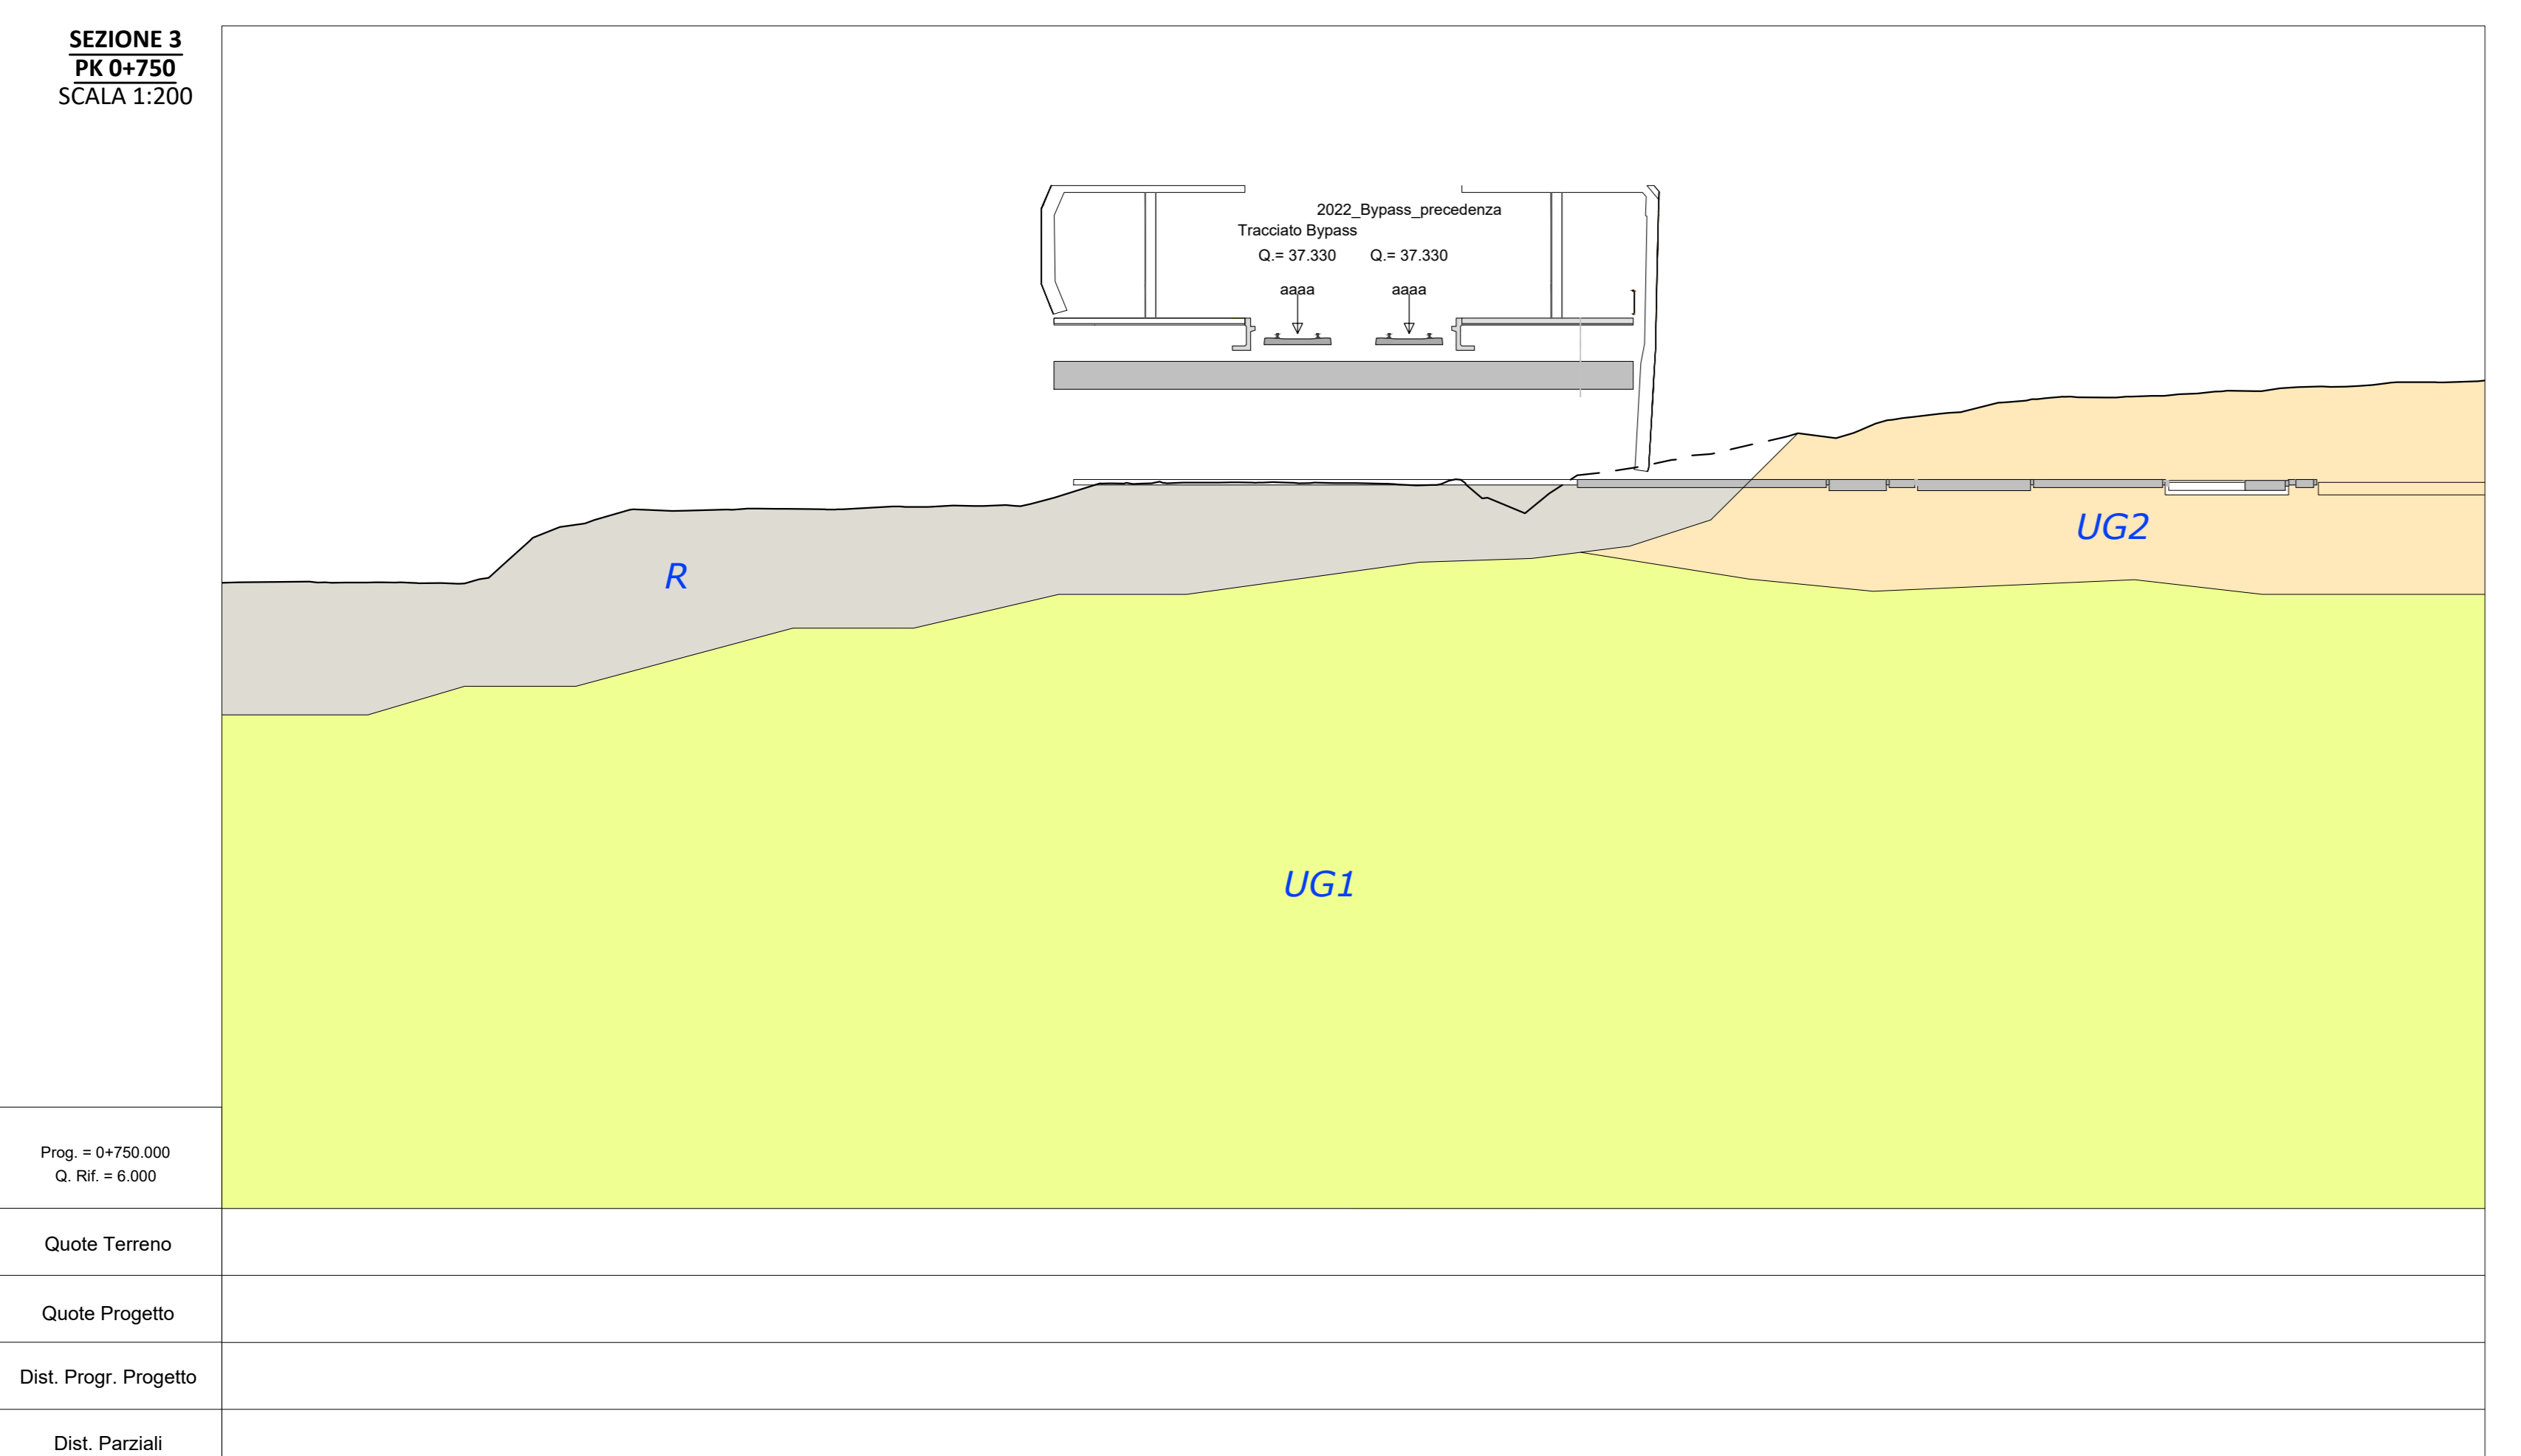 SEZIONE 3
PK 0+750
SCALA 1:200
2022_Bypass_precedenza
Tracciato Bypass
Q.= 37.330 Q.= 37.330
aaaa aaaa
UG2
R
UG1
Prog. = 0+750.000
Q. Rif. = 6.000
Quote Terreno
Quote Progetto
Dist. Progr. Progetto
Dist. Parziali